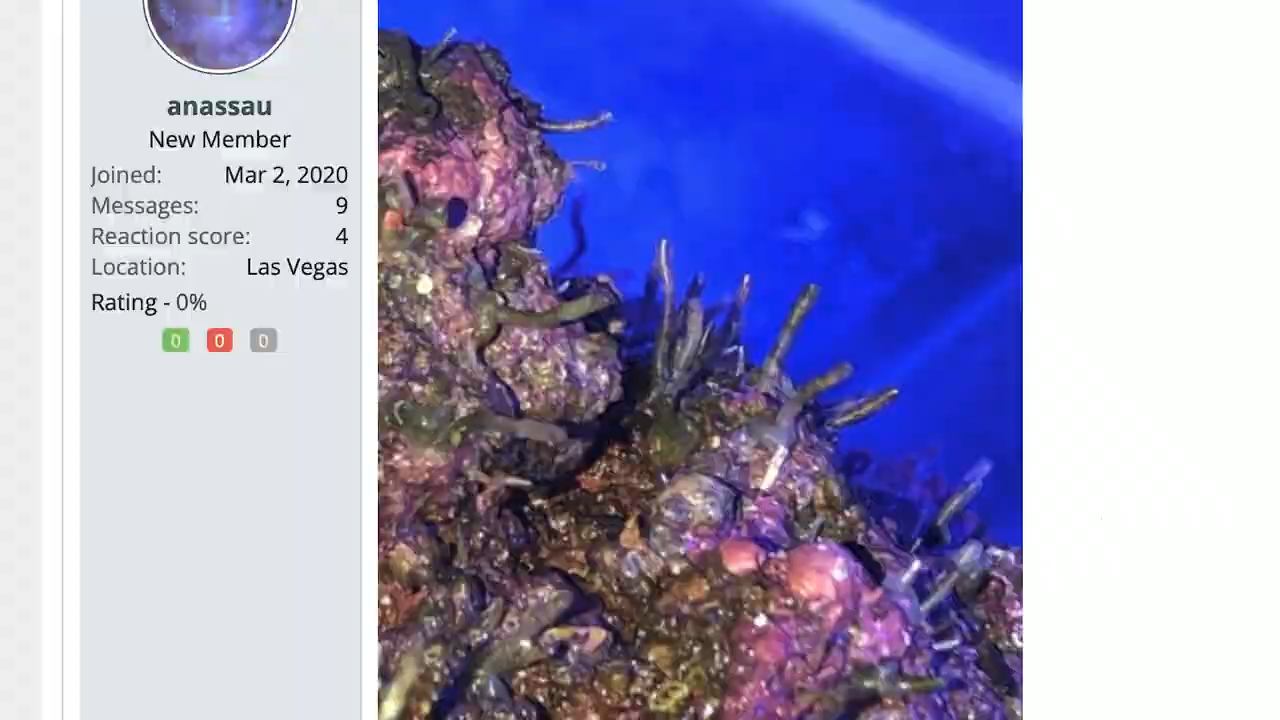 anassau
New Member
Joined: Mar 2, 2020
Messages: 9
Reaction score: 4
Location: Las Vegas
Rating - 0%
0 0 0